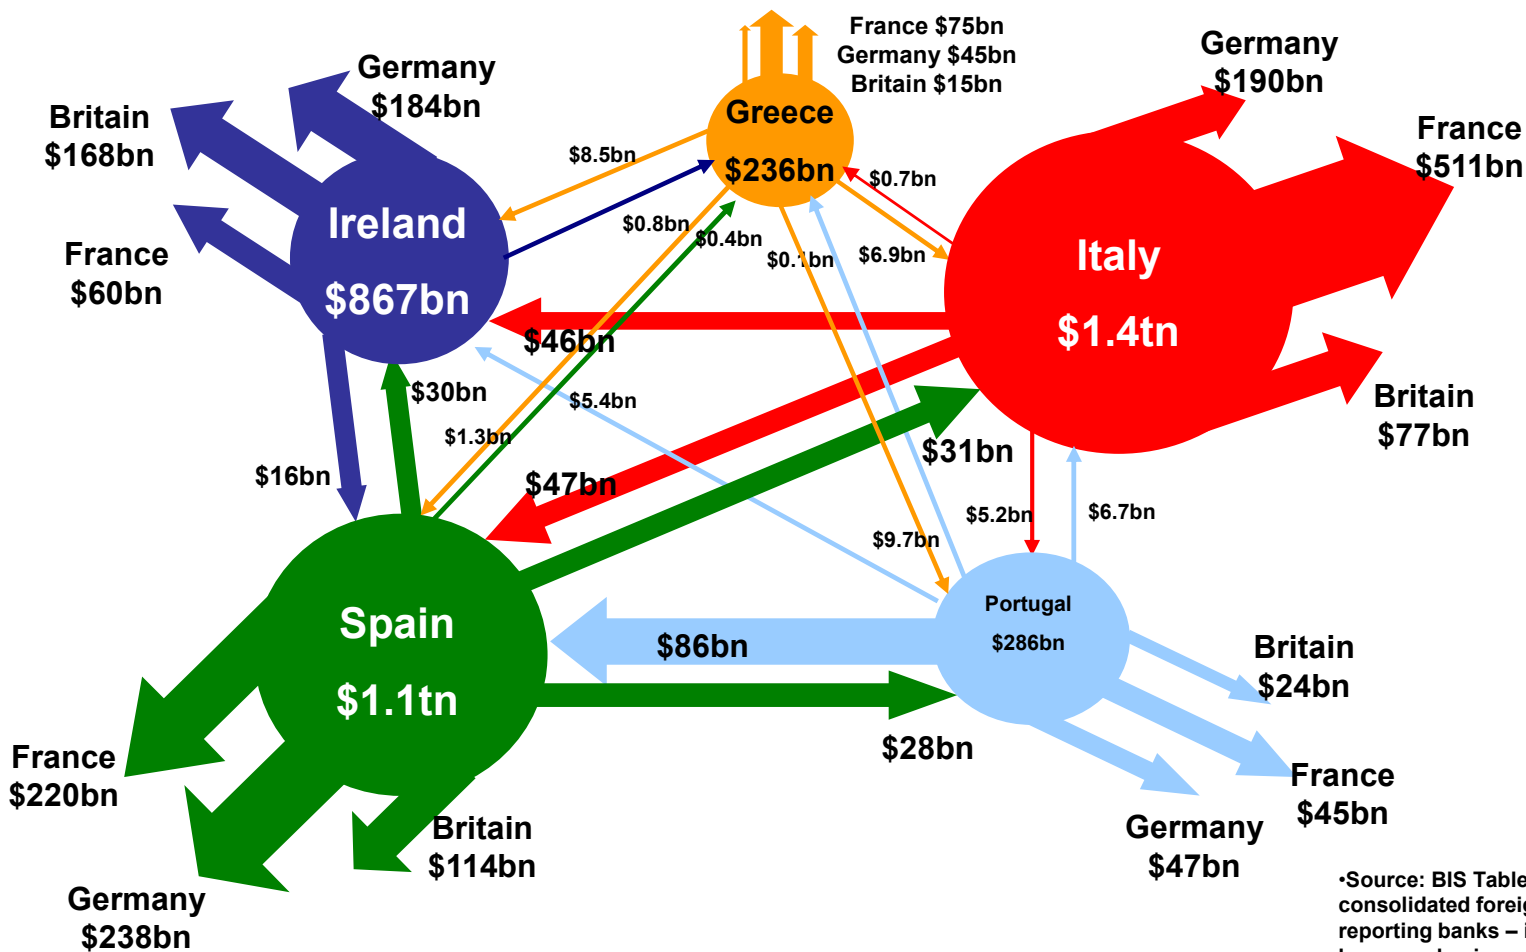 France $75bn
Germany $45bn
Britain $15bn
Germany
$184bn
Britain
$168bn
France
$60bn
Ireland
$867bn
Greece
$236bn
Germany
$190bn
France
$511bn
Italy
$1.4tn
Britain
$77bn
$8.5bn
$0.8bn
$0.4bn
$0.1bn
$0.7bn
$6.9bn
$46bn
$30bn
$5.4bn
$1.3bn
$16bn
$47bn
$31bn
$9.7bn
$5.2bn
$6.7bn
Spain
$1.1tn
$86bn
$28bn
Portugal
$286bn
Britain
$24bn
France
$45bn
Germany
$47bn
France
$220bn
Germany
$238bn
Britain
$114bn
•Source: BIS Table
consolidated foreig
reporting banks – i